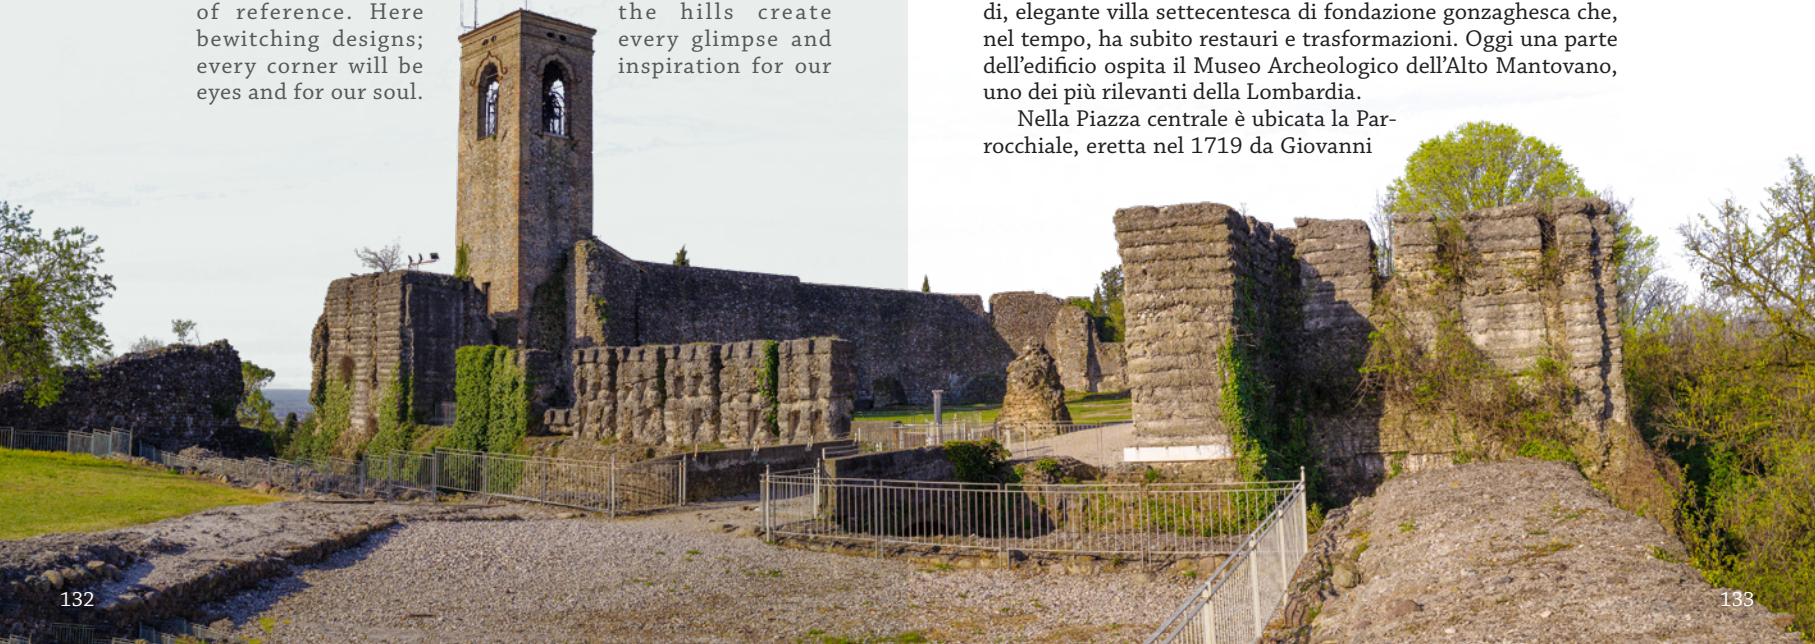 of reference. Here
bewitching designs;
every corner will be
eyes and for our soul.
the hills create
every glimpse and
inspiration for our
di, elegante villa settecentesca di fondazione gonzaghesca che,
nel tempo, ha subito restauri e trasformazioni. Oggi una parte
dell'edificio ospita il Museo Archeologico dell'Alto Mantovano,
uno dei più rilevanti della Lombardia.
Nella Piazza centrale è ubicata la Par-
rocchiale, eretta nel 1719 da Giovanni
132
133